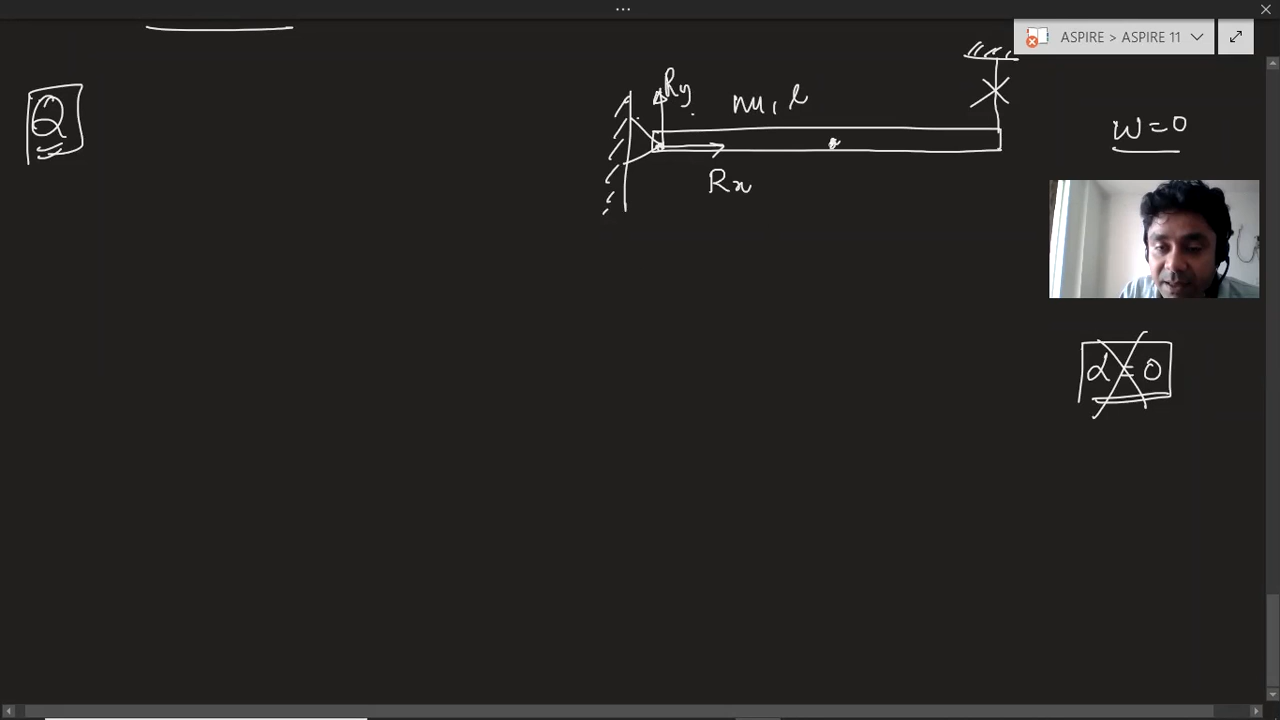 ASPIRE > ASPIRE 11
Q
Ry
m, l
Rx
w=0
α=0